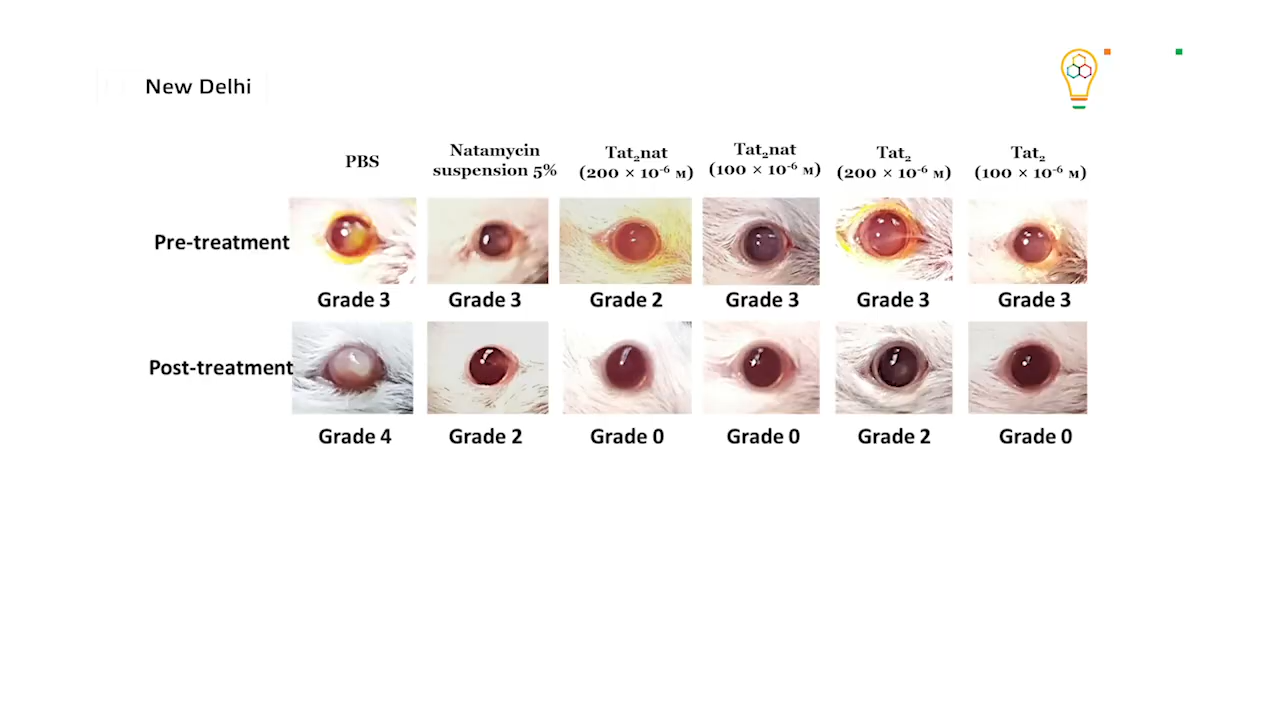 New Delhi
PBS
Natamycin
suspension 5%
Tat₂nat
(200 × 10⁻⁶ M)
Tat₂nat
(100 × 10⁻⁶ M)
Tat₂
(200 × 10⁻⁶ M)
Tat₂
(100 × 10⁻⁶ M)
Pre-treatment
Grade 3 Grade 3 Grade 2 Grade 3 Grade 3 Grade 3
Post-treatment
Grade 4 Grade 2 Grade 0 Grade 0 Grade 2 Grade 0